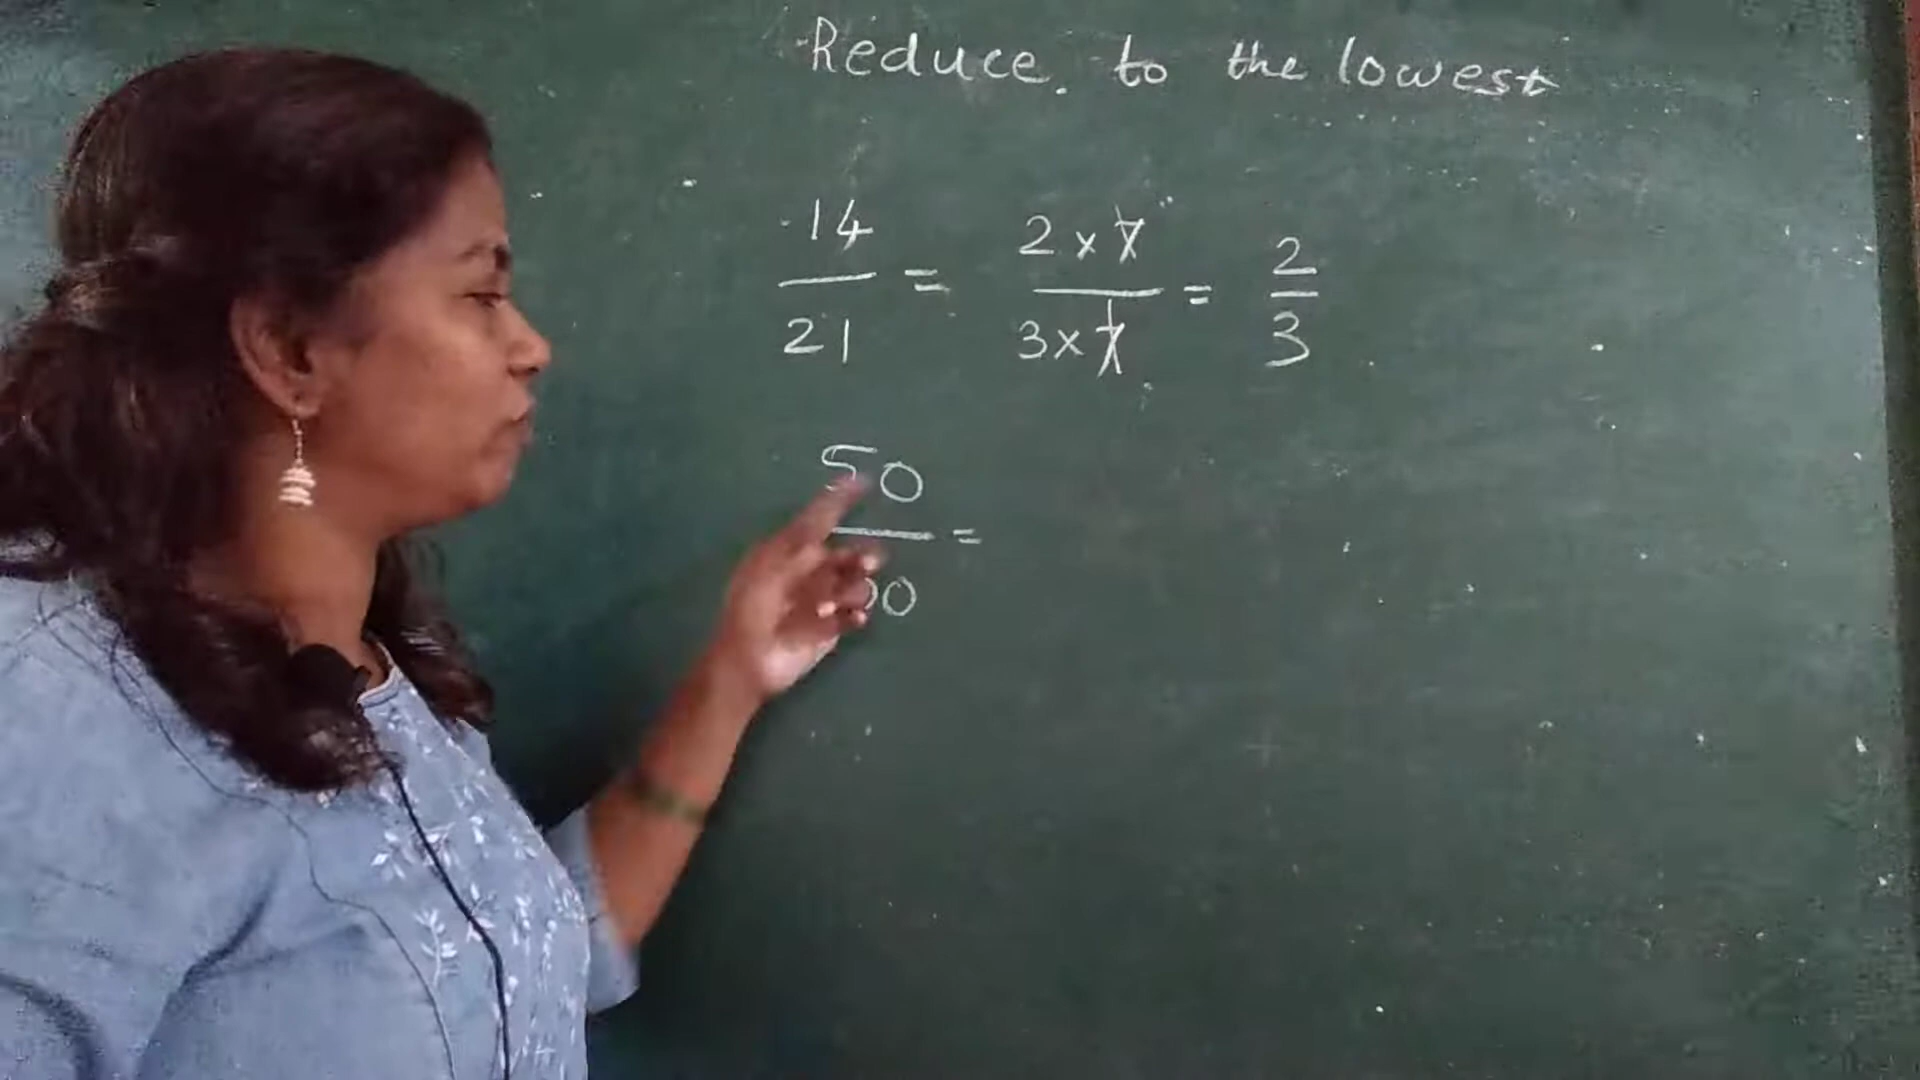 Reduce. to the lowest
14/21 = 2 x 7/3 x 7 = 2/3
50
=